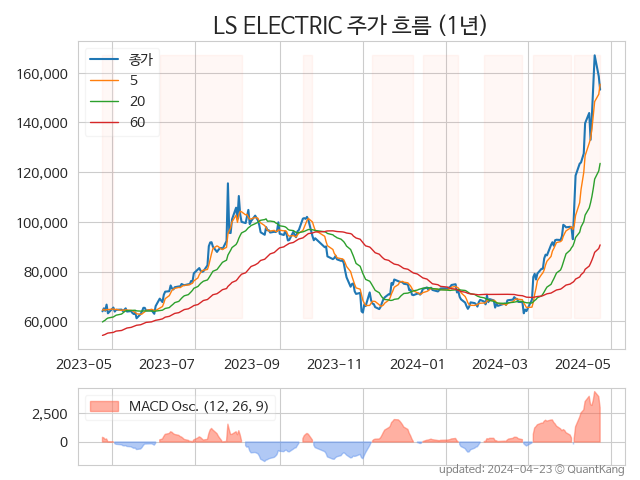 LS ELECTRIC 주가 흐름 (1년)
종가
5
20
60
160,000
140,000
120,000
100,000
80,000
60,000
2023−05 2023−07 2023−09 2023−11 2024−01 2024−03 2024−05
MACD Osc. (12, 26, 9)
2,500
0
updated: 2024-04-23 © QuantKang